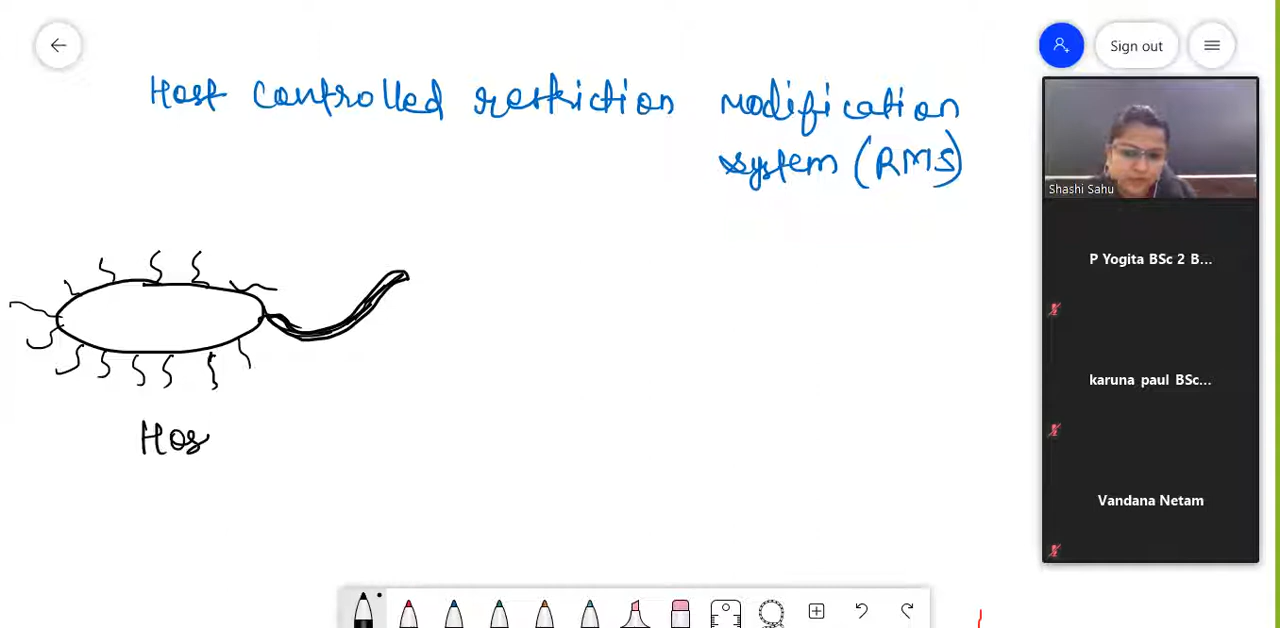 Sign out
Host controlled restriction modification
system (RMS)
Shashi Sahu
P Yogita BSc 2 B...
karuna paul BSc...
Vandana Netam
Hos